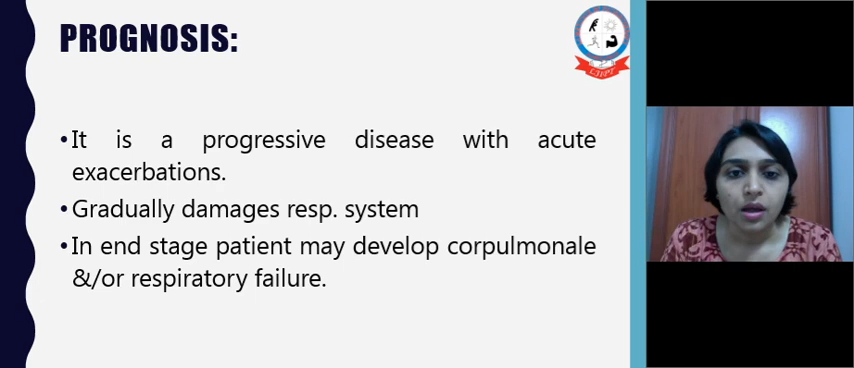 PROGNOSIS:
•It is a progressive disease with acute
exacerbations.
•Gradually damages resp. system
•In end stage patient may develop corpulmonale
&/or respiratory failure.